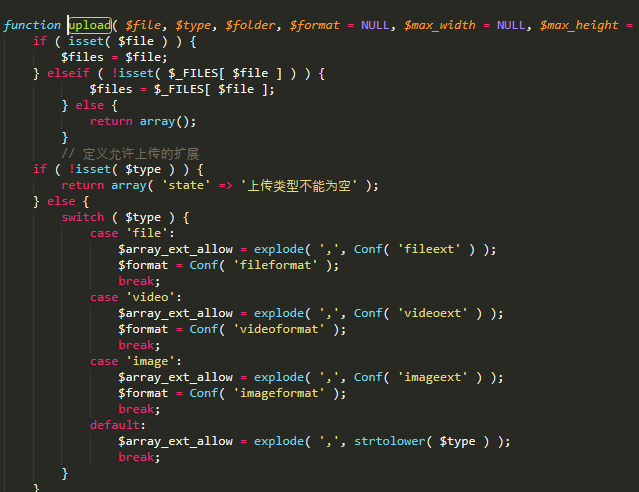 function upload( $file, $type, $folder, $format = NULL, $max_width = NULL, $max_height =
if ( isset( $file ) ) {
$files = $file;
} elseif ( !isset( $_FILES[ $file ] ) ) {
$files = $_FILES[ $file ];
} else {
return array();
}
// 定义允许上传的扩展
if ( !isset( $type ) ) {
return array( 'state' => '上传类型不能为空' );
} else {
switch ( $type ) {
case 'file':
$array_ext_allow = explode( ',', Conf( 'fileext' ) );
$format = Conf( 'fileformat' );
break;
case 'video':
$array_ext_allow = explode( ',', Conf( 'videoext' ) );
$format = Conf( 'videoformat' );
break;
case 'image':
$array_ext_allow = explode( ',', Conf( 'imageext' ) );
$format = Conf( 'imageformat' );
break;
default:
$array_ext_allow = explode( ',', strtolower( $type ) );
break;
}
}